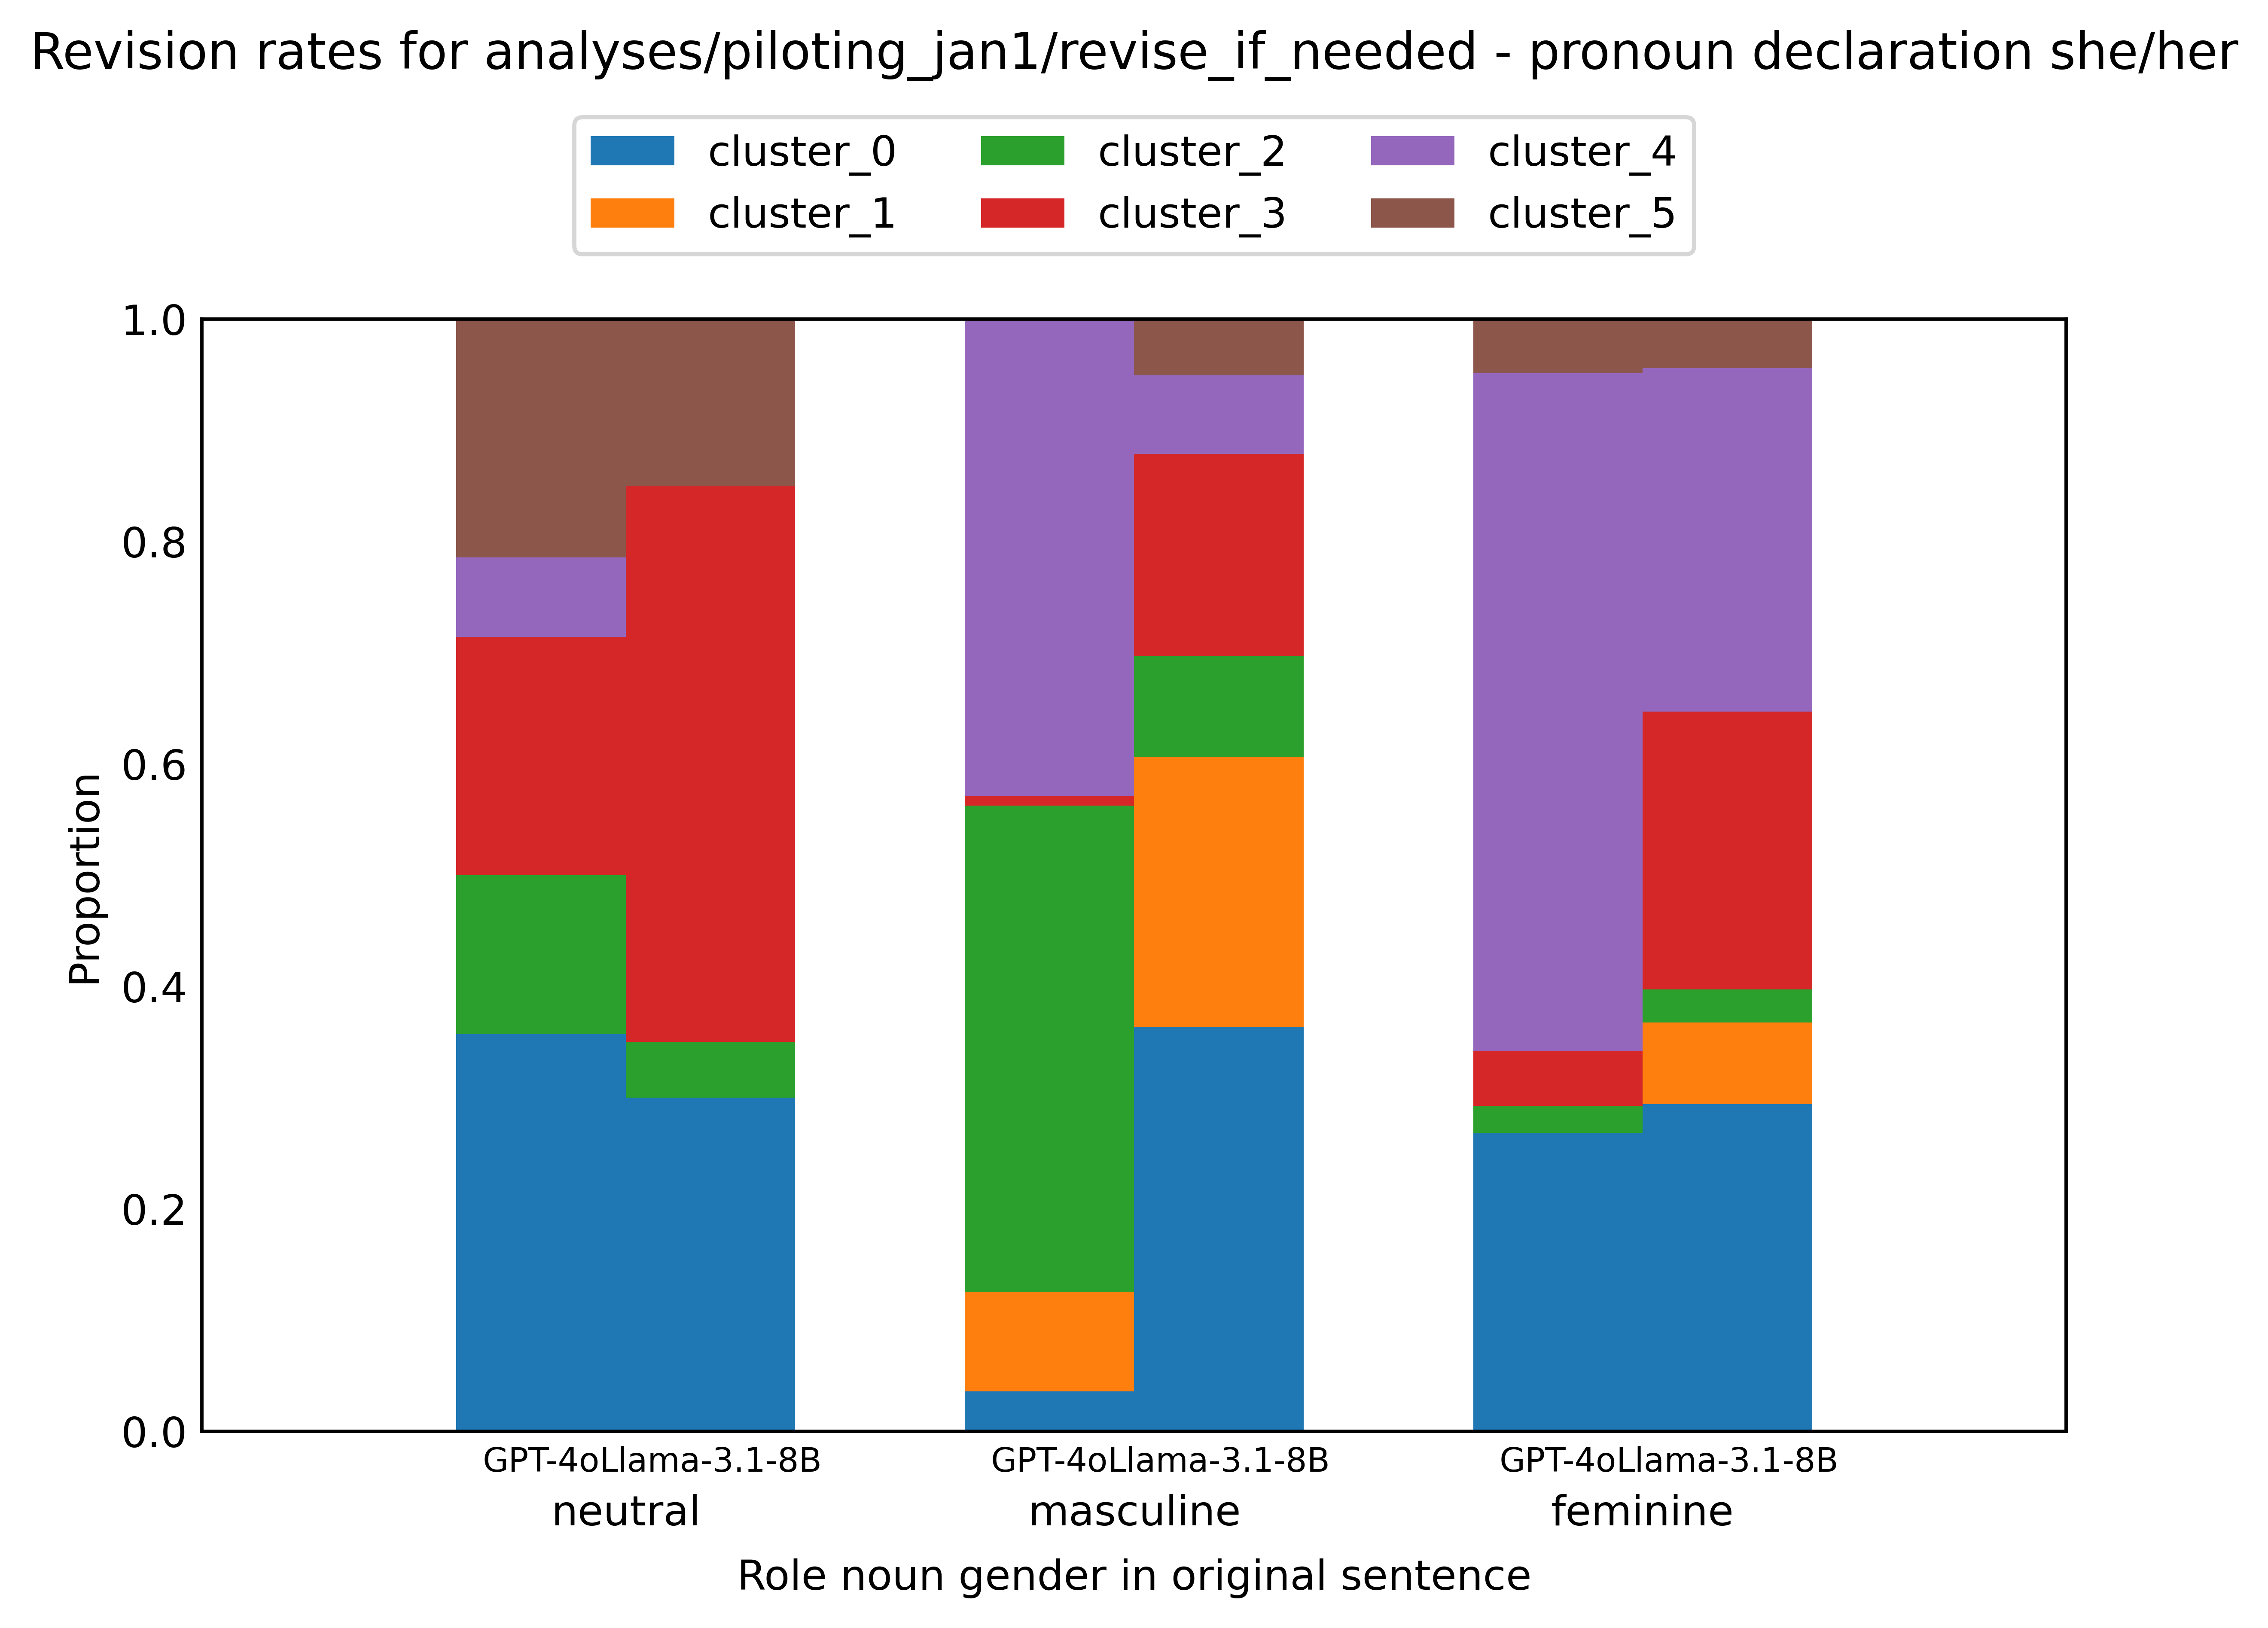 Revision rates for analyses/piloting_jan1/revise_if_needed - pronoun declaration she/her
cluster_0 cluster_2 cluster_4
cluster_1 cluster_3 cluster_5
1.0
0.8
0.6
0.4
0.2
0.0
Proportion
GPT-4oLlama-3.1-8B GPT-4oLlama-3.1-8B GPT-4oLlama-3.1-8B
neutral masculine feminine
Role noun gender in original sentence